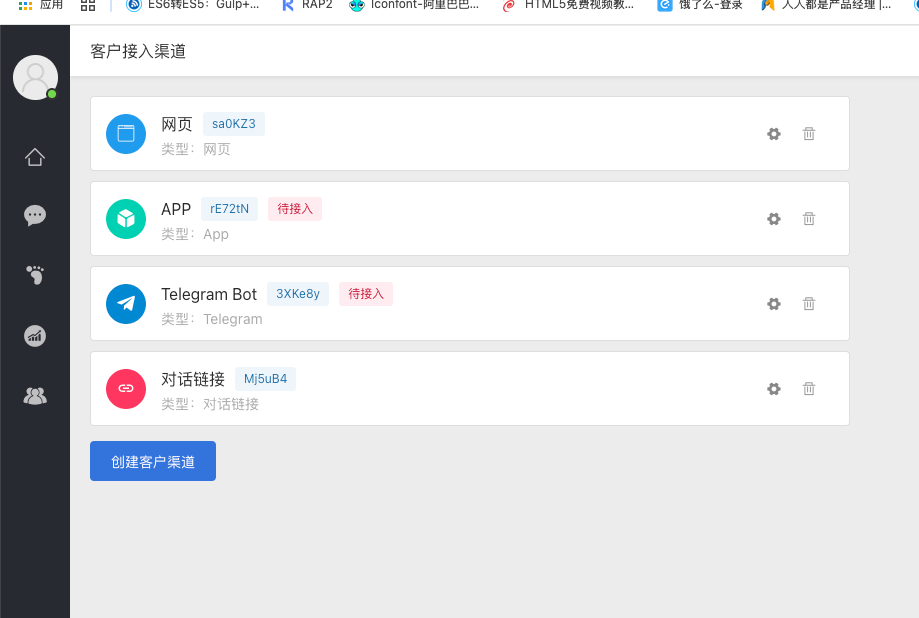 应用 ES6转ES5：Gulp+... RAP2 Iconfont-阿里巴巴... HTML5免费视频教... 饿了么-登录 人人都是产品经理 |...
客户接入渠道
网页 sa0KZ3
类型：网页
APP rE72tN 待接入
类型：App
Telegram Bot 3XKe8y 待接入
类型：Telegram
对话链接 Mj5uB4
类型：对话链接
创建客户渠道